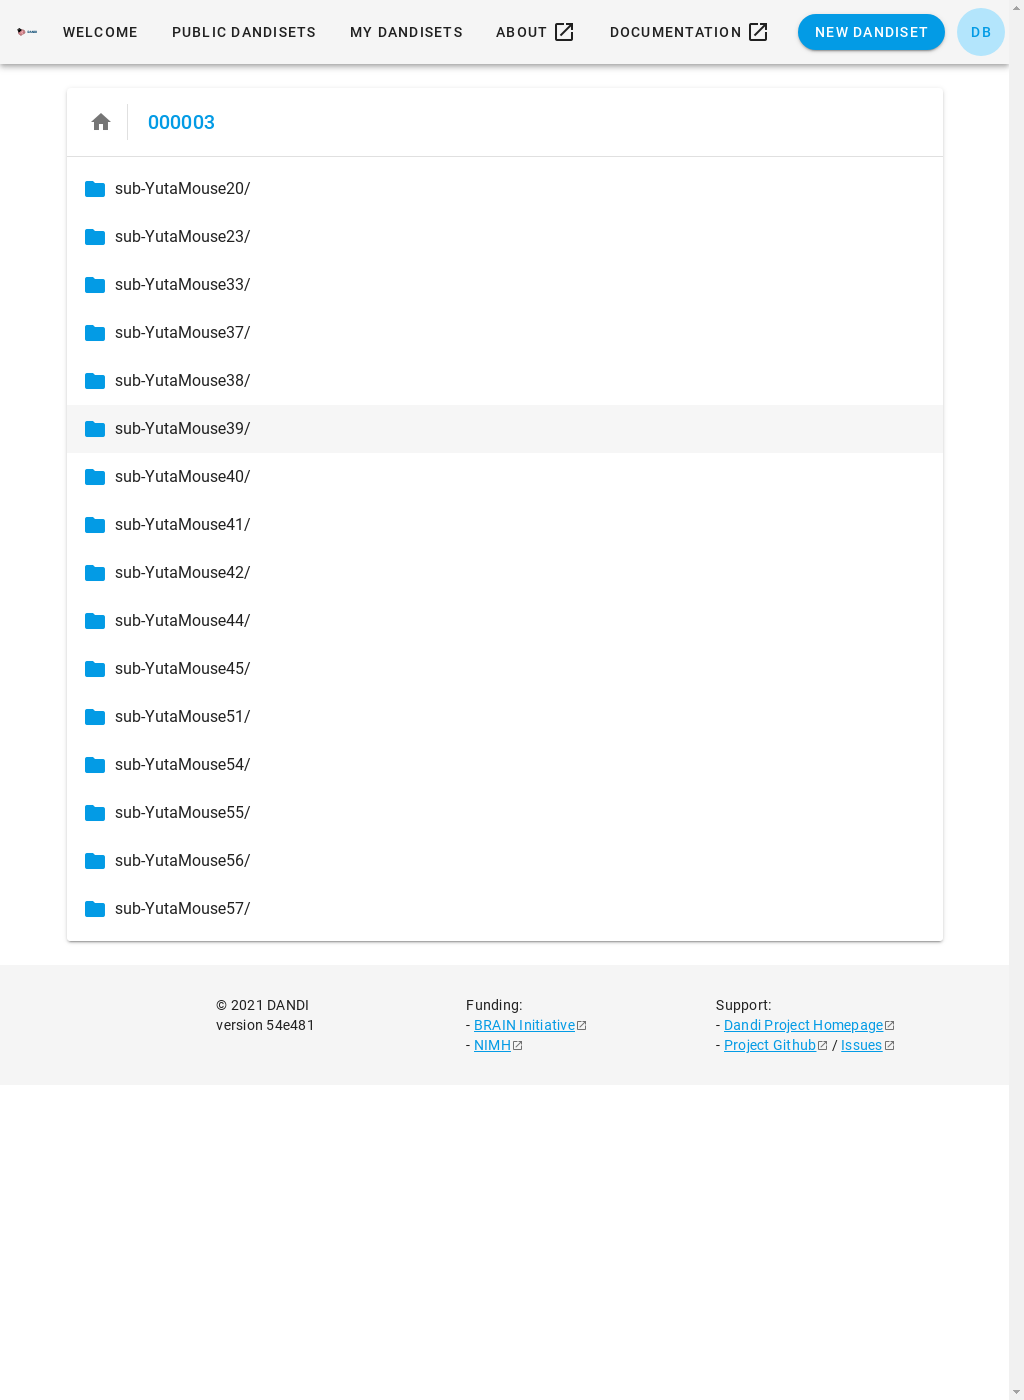 WELCOME PUBLIC DANDISETS MY DANDISETS ABOUT DOCUMENTATION NEW DANDISET DB
000003
sub-YutaMouse20/
sub-YutaMouse23/
sub-YutaMouse33/
sub-YutaMouse37/
sub-YutaMouse38/
sub-YutaMouse39/
sub-YutaMouse40/
sub-YutaMouse41/
sub-YutaMouse42/
sub-YutaMouse44/
sub-YutaMouse45/
sub-YutaMouse51/
sub-YutaMouse54/
sub-YutaMouse55/
sub-YutaMouse56/
sub-YutaMouse57/
© 2021 DANDI
version 54e481
Funding:
- BRAIN Initiative
- NIMH
Support:
- Dandi Project Homepage
- Project Github / Issues